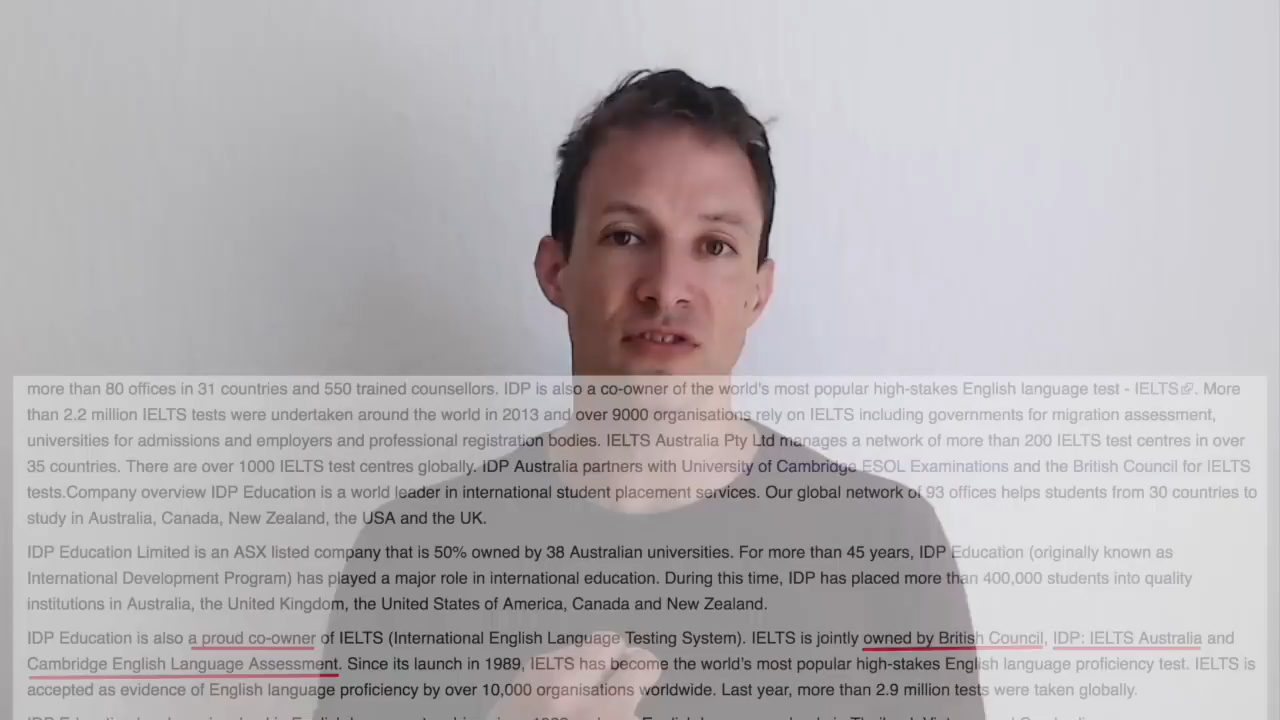 more than 80 offices in 31 countries and 550 trained counsellors. IDP is also a co-owner of the world's most popular high-stakes English language test - IELTS. More
than 2.2 million IELTS tests were undertaken around the world in 2013 and over 9000 organisations rely on IELTS including governments for migration assessment,
universities for admissions and employers and professional registration bodies. IELTS Australia Pty Ltd manages a network of more than 200 IELTS test centres in over
35 countries. There are over 1000 IELTS test centres globally. IDP Australia partners with University of Cambridge ESOL Examinations and the British Council for IELTS
tests.Company overview IDP Education is a world leader in international student placement services. Our global network of 93 offices helps students from 30 countries to
study in Australia, Canada, New Zealand, the USA and the UK.
IDP Education Limited is an ASX listed company that is 50% owned by 38 Australian universities. For more than 45 years, IDP Education (originally known as
International Development Program) has played a major role in international education. During this time, IDP has placed more than 400,000 students into quality
institutions in Australia, the United Kingdom, the United States of America, Canada and New Zealand.
IDP Education is also a proud co-owner of IELTS (International English Language Testing System). IELTS is jointly owned by British Council, IDP: IELTS Australia and
Cambridge English Language Assessment. Since its launch in 1989, IELTS has become the world's most popular high-stakes English language proficiency test. IELTS is
accepted as evidence of English language proficiency by over 10,000 organisations worldwide. Last year, more than 2.9 million tests were taken globally.